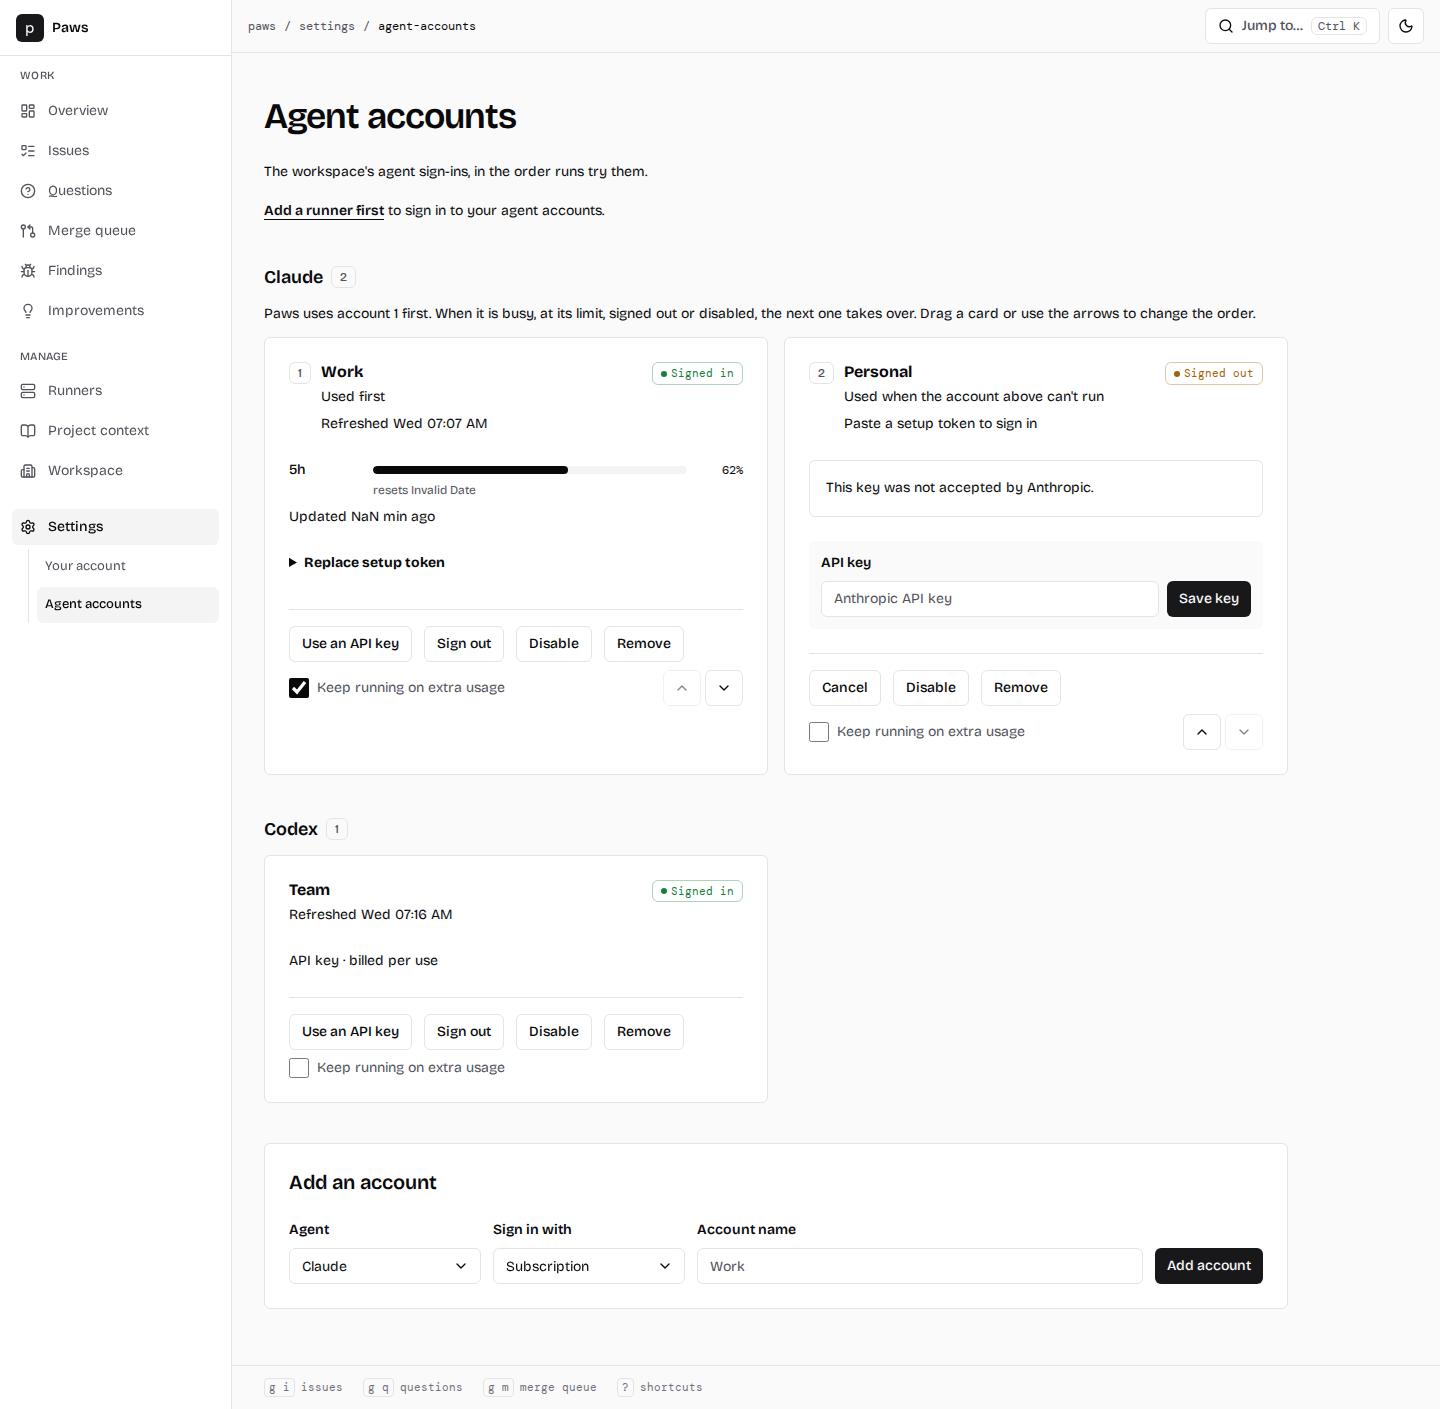 p Paws
paws / settings / agent-accounts
Jump to... Ctrl K
WORK
Overview
Issues
Questions
Merge queue
Findings
Improvements
MANAGE
Runners
Project context
Workspace
Settings
Your account
Agent accounts
Agent accounts
The workspace's agent sign-ins, in the order runs try them.
Add a runner first to sign in to your agent accounts.
Claude 2
Paws uses account 1 first. When it is busy, at its limit, signed out or disabled, the next one takes over. Drag a card or use the arrows to change the order.
1 Work Signed in
Used first
Refreshed Wed 07:07 AM
5h 62%
resets Invalid Date
Updated NaN min ago
Replace setup token
Use an API key Sign out Disable Remove
Keep running on extra usage
2 Personal Signed out
Used when the account above can't run
Paste a setup token to sign in
This key was not accepted by Anthropic.
API key
Anthropic API key Save key
Cancel Disable Remove
Keep running on extra usage
Codex 1
Team Signed in
Refreshed Wed 07:16 AM
API key · billed per use
Use an API key Sign out Disable Remove
Keep running on extra usage
Add an account
Agent Sign in with Account name
Claude Subscription Work Add account
g i issues g q questions g m merge queue ? shortcuts